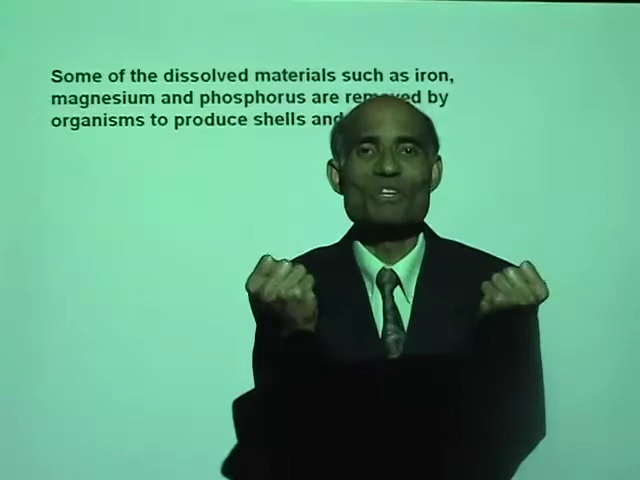 Some of the dissolved materials such as iron,
magnesium and phosphorus are removed by
organisms to produce shells and